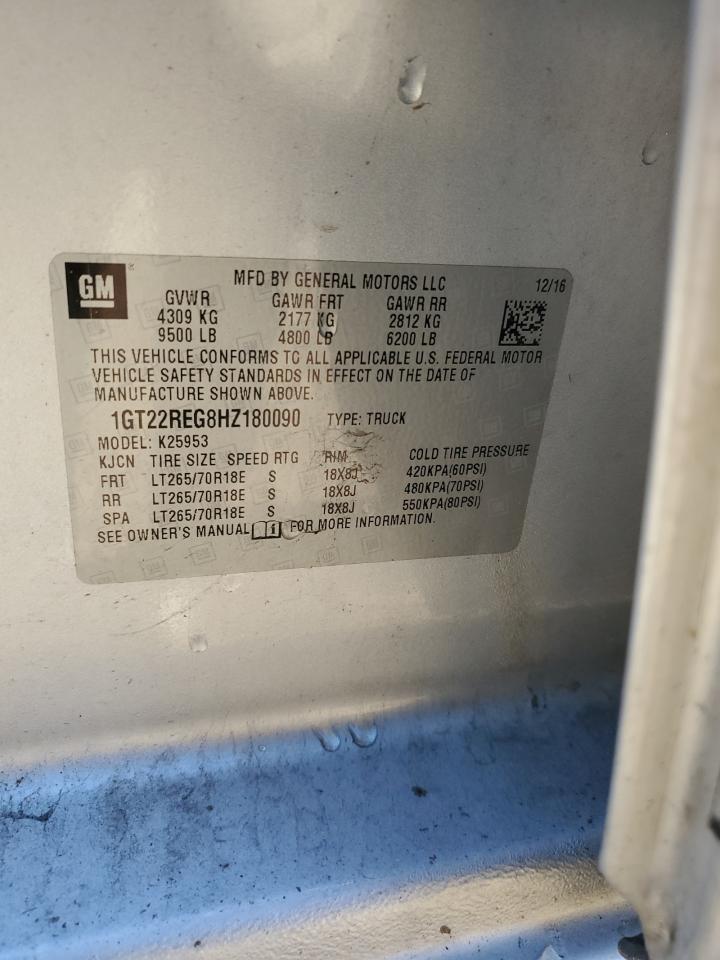 GM MFD BY GENERAL MOTORS LLC 12/16
GVWR GAWR FRT GAWR RR
4309 KG 2177 KG 2812 KG
9500 LB 4800 LB 6200 LB
THIS VEHICLE CONFORMS TO ALL APPLICABLE U.S. FEDERAL MOTOR
VEHICLE SAFETY STANDARDS IN EFFECT ON THE DATE OF
MANUFACTURE SHOWN ABOVE.
1GT22REG8HZ180090 TYPE: TRUCK
MODEL: K25953
KJCN TIRE SIZE SPEED RTG RIM COLD TIRE PRESSURE
FRT LT265/70R18E S 18X8J 420KPA(60PSI)
RR LT265/70R18E S 18X8J 480KPA(70PSI)
SPA LT265/70R18E S 18X8J 550KPA(80PSI)
SEE OWNER'S MANUAL FOR MORE INFORMATION.